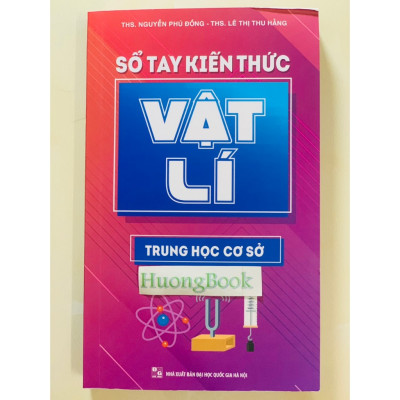 THS. NGUYỄN PHÚ ĐỒNG - THS. LÊ THỊ THU HẰNG
SỔ TAY KIẾN THỨC
VẬT
LÍ
TRUNG HỌC CƠ SỞ
HuongBook
NHÀ XUẤT BẢN ĐẠI HỌC QUỐC GIA HÀ NỘI